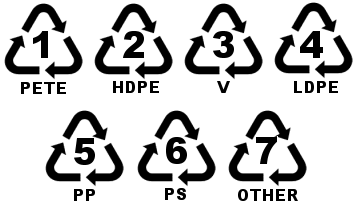 1 2 3 4
PETE HDPE V LDPE
5 6 7
PP PS OTHER